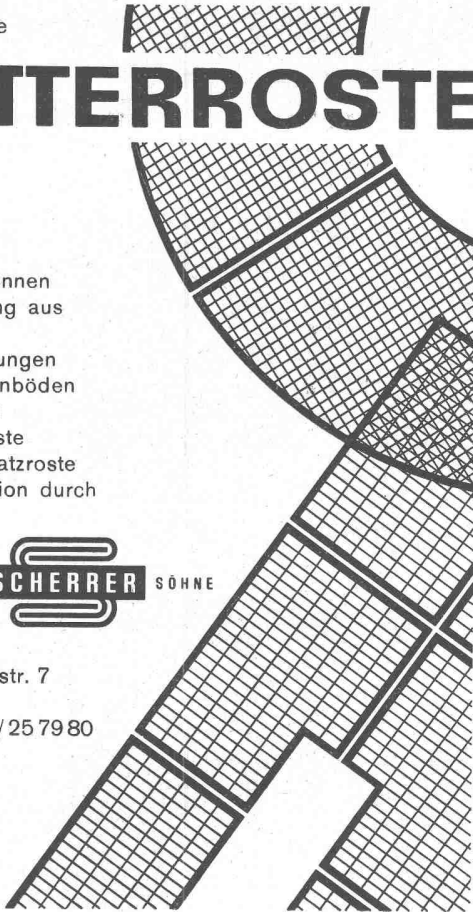 e
TTERROSTE
nnen
ng aus
ungen
nböden
ste
atzroste
ion durch
SCHERRER SÖHNE
str. 7
/ 25 79 80